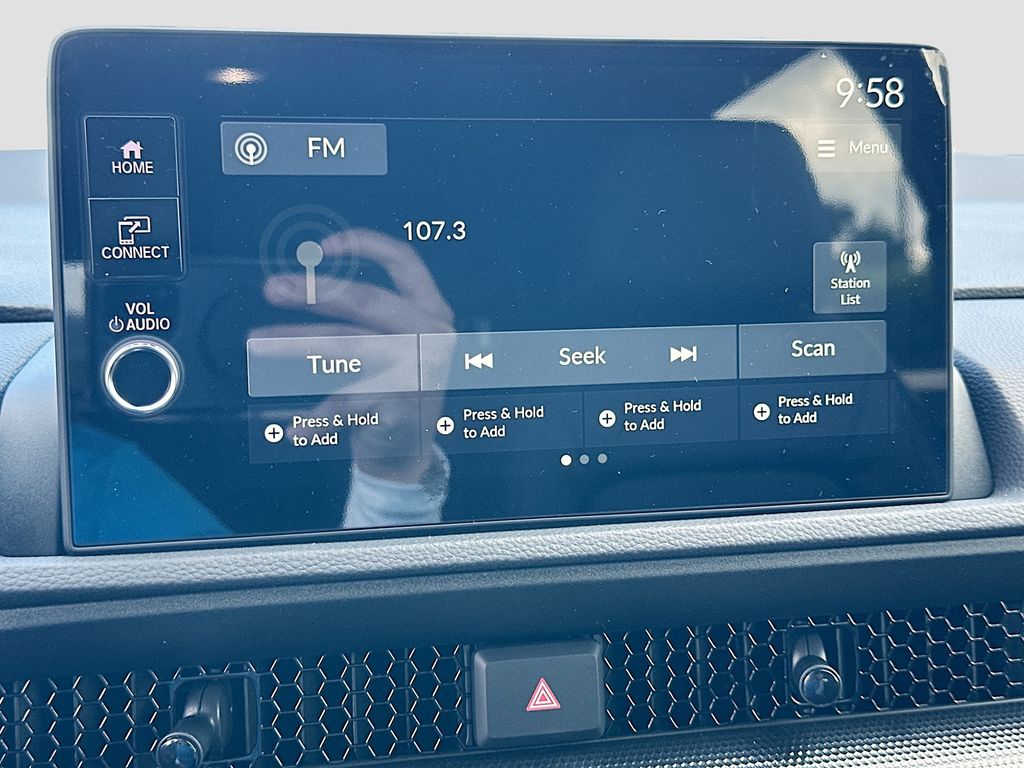 9:58
HOME
FM
Menu
CONNECT
107.3
Station
List
VOL
AUDIO
Tune
Seek
Scan
Press & Hold
to Add
Press & Hold
to Add
Press & Hold
to Add
Press & Hold
to Add